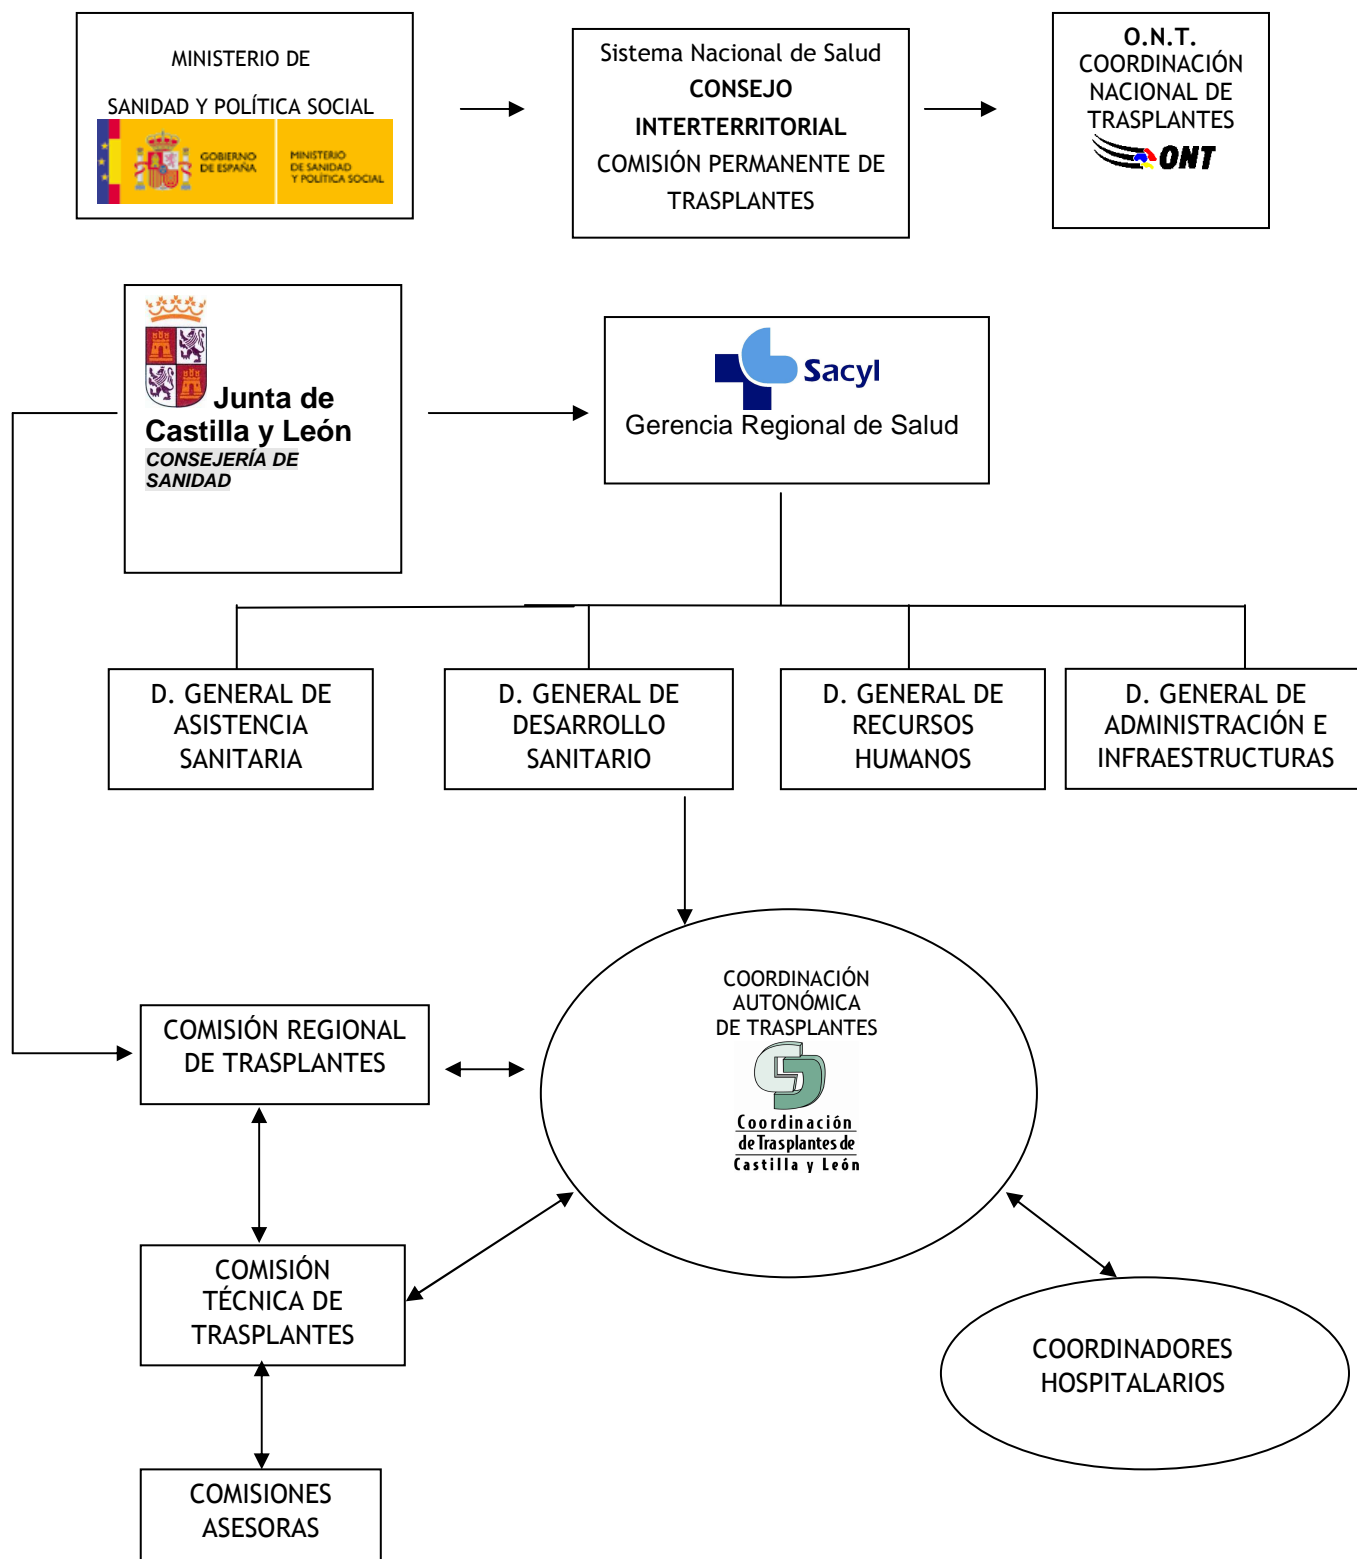 MINISTERIO DE
SANIDAD Y POLÍTICA SOCIAL
GOBIERNO
DE ESPAÑA
MINISTERIO
DE SANIDAD
Y POLÍTICA SOCIAL
Sistema Nacional de Salud
CONSEJO
INTERTERRITORIAL
COMISIÓN PERMANENTE DE
TRASPLANTES
O.N.T.
COORDINACIÓN
NACIONAL DE
TRASPLANTES
ONT
Junta de
Castilla y León
CONSEJERÍA DE
SANIDAD
Sacyl
Gerencia Regional de Salud
D. GENERAL DE
ASISTENCIA
SANITARIA
D. GENERAL DE
DESARROLLO
SANITARIO
D. GENERAL DE
RECURSOS
HUMANOS
D. GENERAL DE
ADMINISTRACIÓN E
INFRAESTRUCTURAS
COORDINACIÓN
AUTONÓMICA
DE TRASPLANTES
Coordinación
de Trasplantes de
Castilla y León
COMISIÓN REGIONAL
DE TRASPLANTES
COMISIÓN
TÉCNICA DE
TRASPLANTES
COORDINADORES
HOSPITALARIOS
COMISIONES
ASESORAS